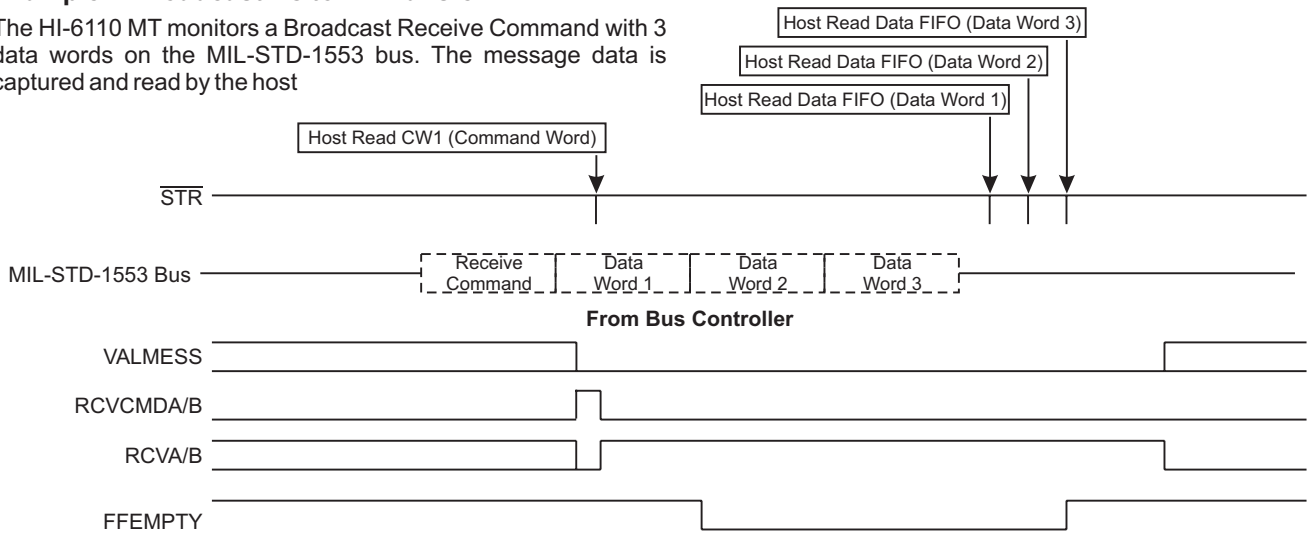 The HI-6110 MT monitors a Broadcast Receive Command with 3
data words on the MIL-STD-1553 bus. The message data is
captured and read by the host
Host Read Data FIFO (Data Word 3)
Host Read Data FIFO (Data Word 2)
Host Read Data FIFO (Data Word 1)
Host Read CW1 (Command Word)
STR
MIL-STD-1553 Bus
Receive
Command
Data
Word 1
Data
Word 2
Data
Word 3
From Bus Controller
VALMESS
RCVCMDA/B
RCVA/B
FFEMPTY